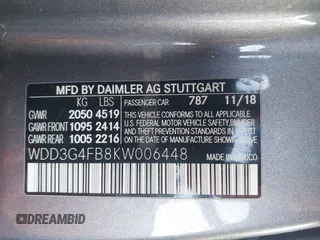 MFD BY DAIMLER AG STUTTGART
KG LBS PASSENGER CAR 787 11/18
GVWR 2050 4519
GAWR FRONT 1095 2414
GAWR REAR 1005 2216
THIS VEHICLE CONFORMS TO ALL APPLICABLE
U.S. FEDERAL MOTOR VEHICLE
SAFETY, BUMPER AND THEFT PREVENTION
STANDARDS IN EFFECT ON THE DATE OF
MANUFACTURE SHOWN ABOVE
WDD3G4FB8KW006448
MADE IN MEXICO